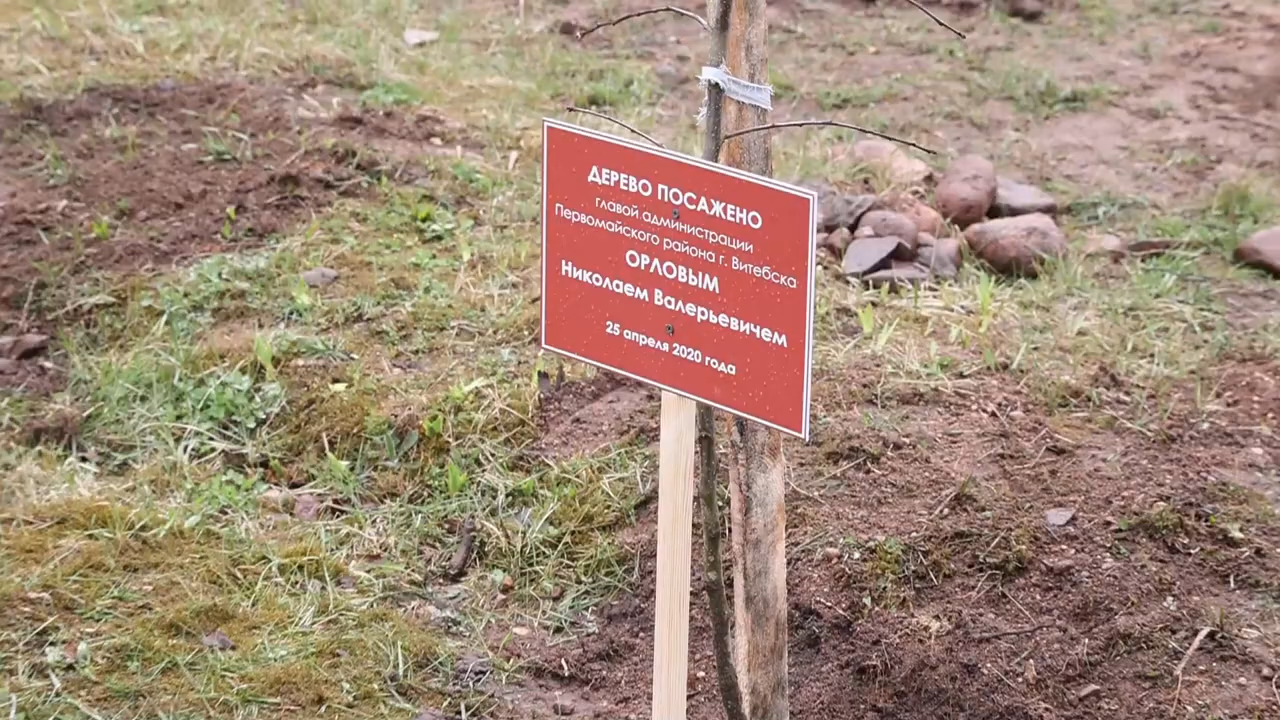 ДЕРЕВО ПОСАЖЕНО
главой администрации
Первомайского района г. Витебска
ОРЛОВЫМ
Николаем Валерьевичем
25 апреля 2020 года